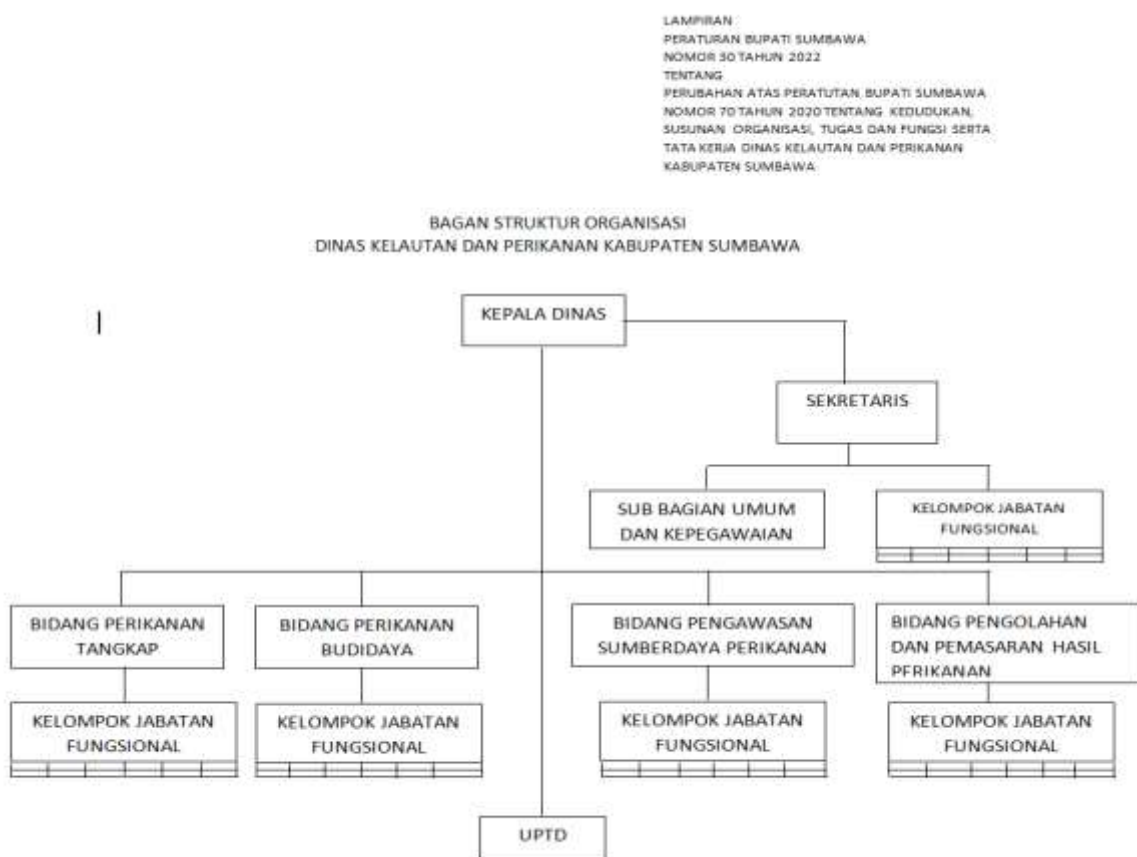 LAMPIRAN
PERATURAN BUPATI SUMBAWA
NOMOR 30 TAHUN 2022
TENTANG
PERUBAHAN ATAS PERATUTAN BUPATI SUMBAWA
NOMOR 70 TAHUN 2020 TENTANG KEDUDUKAN,
SUSUNAN ORGANISASI, TUGAS DAN FUNGSI SERTA
TATA KERJA DINAS KELAUTAN DAN PERIKANAN
KABUPATEN SUMBAWA
BAGAN STRUKTUR ORGANISASI
DINAS KELAUTAN DAN PERIKANAN KABUPATEN SUMBAWA
KEPALA DINAS
SEKRETARIS
SUB BAGIAN UMUM
DAN KEPEGAWAIAN
KELOMPOK JABATAN
FUNGSIONAL
BIDANG PERIKANAN
TANGKAP
BIDANG PERIKANAN
BUDIDAYA
BIDANG PENGAWASAN
SUMBERDAYA PERIKANAN
BIDANG PENGOLAHAN
DAN PEMASARAN HASIL
PERIKANAN
KELOMPOK JABATAN
FUNGSIONAL
KELOMPOK JABATAN
FUNGSIONAL
KELOMPOK JABATAN
FUNGSIONAL
KELOMPOK JABATAN
FUNGSIONAL
UPTD